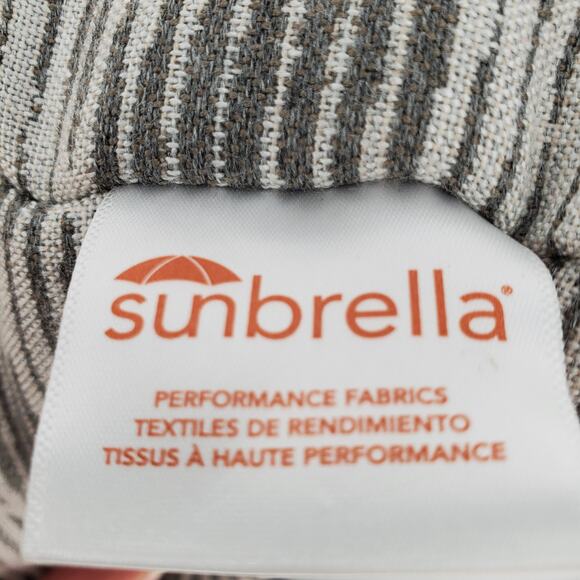 sunbrella®
PERFORMANCE FABRICS
TEXTILES DE RENDIMIENTO
TISSUS À HAUTE PERFORMANCE